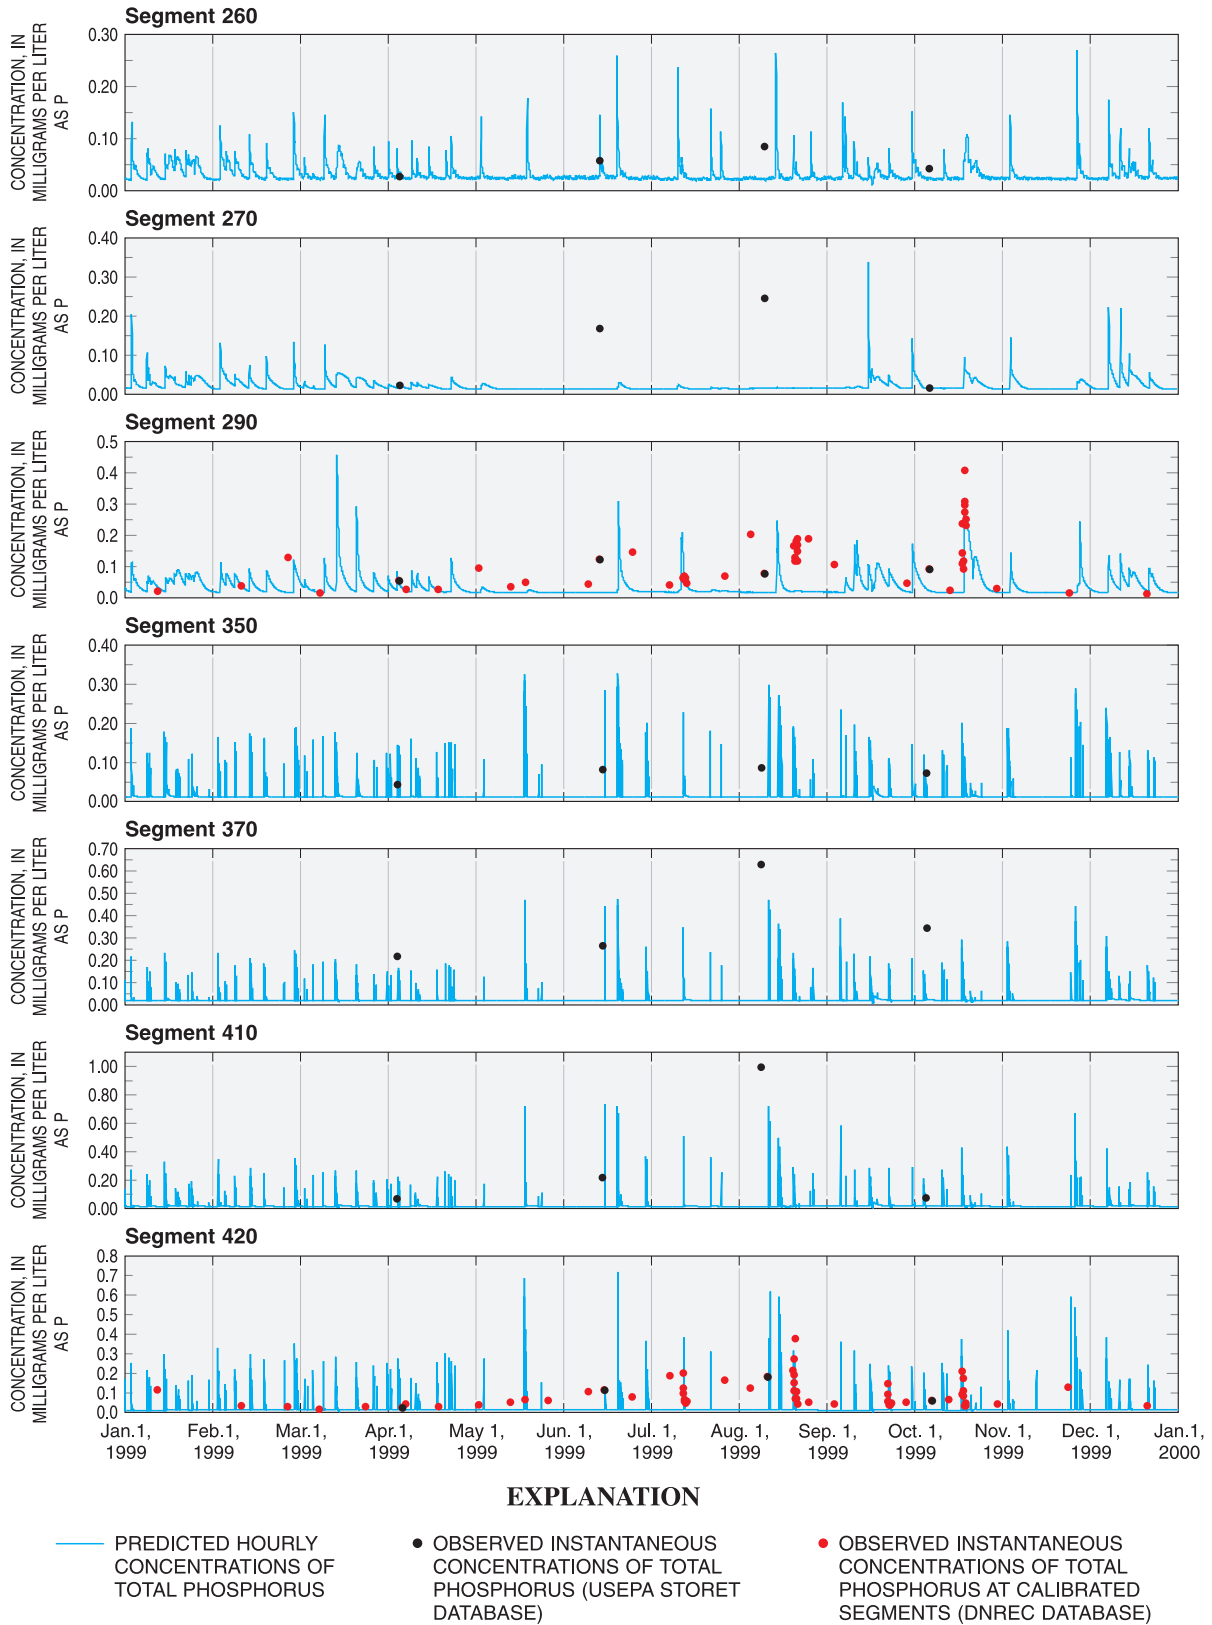 Segment 260
CONCENTRATION, IN
MILLIGRAMS PER LITER
AS P
0.30
0.20
0.10
0.00
Segment 270
CONCENTRATION, IN
MILLIGRAMS PER LITER
AS P
0.40
0.30
0.20
0.10
0.00
Segment 290
CONCENTRATION, IN
MILLIGRAMS PER LITER
AS P
0.5
0.4
0.3
0.2
0.1
0.0
Segment 350
CONCENTRATION, IN
MILLIGRAMS PER LITER
AS P
0.40
0.30
0.20
0.10
0.00
Segment 370
CONCENTRATION, IN
MILLIGRAMS PER LITER
AS P
0.70
0.60
0.50
0.40
0.30
0.20
0.10
0.00
Segment 410
CONCENTRATION, IN
MILLIGRAMS PER LITER
AS P
1.00
0.80
0.60
0.40
0.20
0.00
Segment 420
CONCENTRATION, IN
MILLIGRAMS PER LITER
AS P
0.8
0.7
0.6
0.5
0.4
0.3
0.2
0.1
0.0
Jan.1, 1999
Feb.1, 1999
Mar.1, 1999
Apr.1, 1999
May 1, 1999
Jun. 1, 1999
Jul. 1, 1999
Aug. 1, 1999
Sep. 1, 1999
Oct. 1, 1999
Nov. 1, 1999
Dec. 1, 1999
Jan.1, 2000
EXPLANATION
PREDICTED HOURLY
CONCENTRATIONS OF
TOTAL PHOSPHORUS
OBSERVED INSTANTANEOUS
CONCENTRATIONS OF TOTAL
PHOSPHORUS (USEPA STORET
DATABASE)
OBSERVED INSTANTANEOUS
CONCENTRATIONS OF TOTAL
PHOSPHORUS AT CALIBRATED
SEGMENTS (DNREC DATABASE)